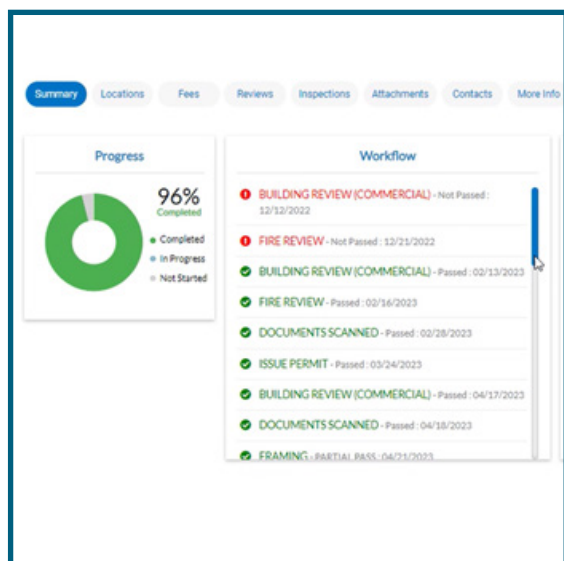 Summary Locations Fees Reviews Inspections Attachments Contacts More Info
Progress
96%
Completed
Completed
In Progress
Not Started
Workflow
BUILDING REVIEW (COMMERCIAL) - Not Passed :
12/12/2022
FIRE REVIEW - Not Passed : 12/21/2022
BUILDING REVIEW (COMMERCIAL) - Passed : 02/13/2023
FIRE REVIEW - Passed : 02/16/2023
DOCUMENTS SCANNED - Passed : 02/28/2023
ISSUE PERMIT - Passed : 03/24/2023
BUILDING REVIEW (COMMERCIAL) - Passed : 04/17/2023
DOCUMENTS SCANNED - Passed : 04/18/2023
FRAMING - PARTIAL PASS : 04/21/2023